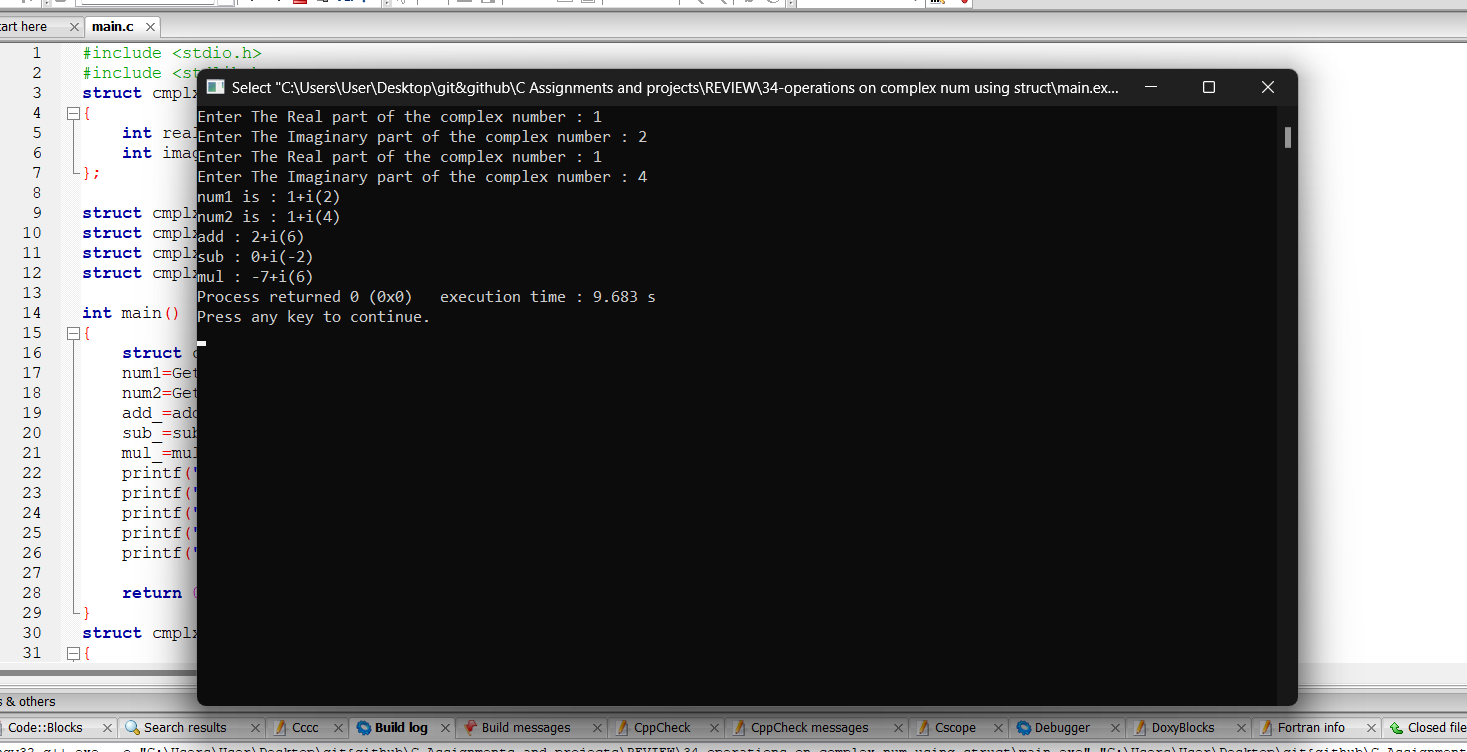 art here
main.c
1 #include <stdio.h>
2 #include <st
3 struct cmplx
4 {
5 int real
6 int imag
7 };
8
9 struct cmplx
10 struct cmplx
11 struct cmplx
12 struct cmplx
13
14 int main()
15 {
16 struct c
17 num1=Get
18 num2=Get
19 add_=add
20 sub_=sub
21 mul_=mul
22 printf("
23 printf("
24 printf("
25 printf("
26 printf("
27
28 return 0
29 }
30 struct cmplx
31 {
Select "C:\Users\User\Desktop\git&github\C Assignments and projects\REVIEW\34-operations on complex num using struct\main.ex...
Enter The Real part of the complex number : 1
Enter The Imaginary part of the complex number : 2
Enter The Real part of the complex number : 1
Enter The Imaginary part of the complex number : 4
num1 is : 1+i(2)
num2 is : 1+i(4)
add : 2+i(6)
sub : 0+i(-2)
mul : -7+i(6)
Process returned 0 (0x0)   execution time : 9.683 s
Press any key to continue.
s & others
Code::Blocks
Search results
Cccc
Build log
Build messages
CppCheck
CppCheck messages
Cscope
Debugger
DoxyBlocks
Fortran info
Closed file